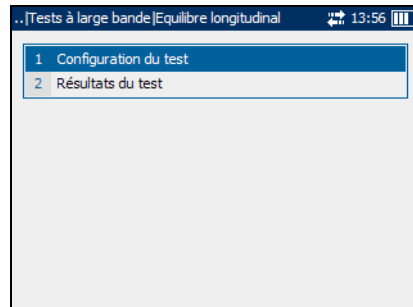 ..|Tests à large bande|Equilibre longitudinal 13:56
1 Configuration du test
2 Résultats du test